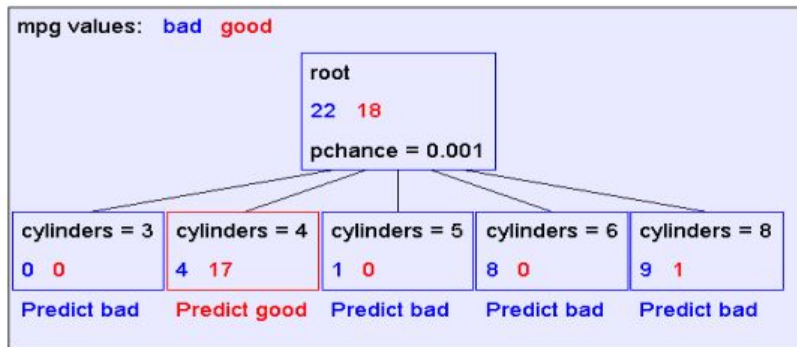 mpg values: bad good
root
22 18
pchance = 0.001
cylinders = 3 cylinders = 4 cylinders = 5 cylinders = 6 cylinders = 8
0 0 4 17 1 0 8 0 9 1
Predict bad Predict good Predict bad Predict bad Predict bad